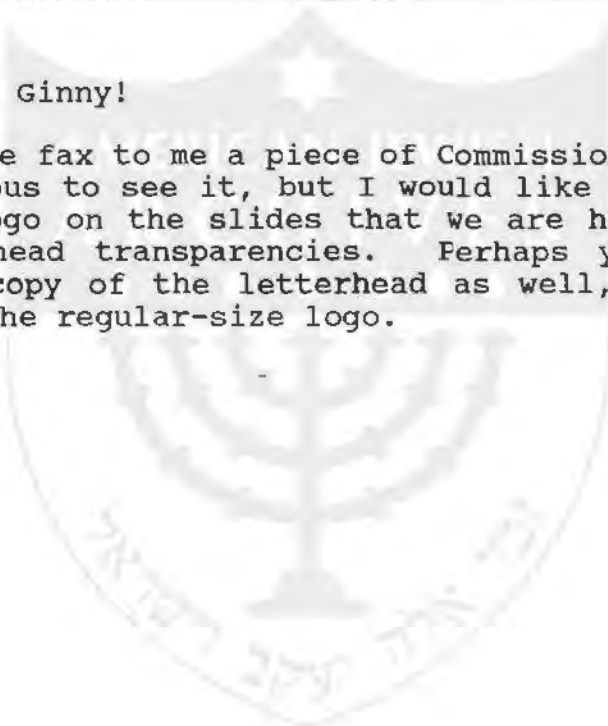 Ginny!
e fax to me a piece of Commissio
ous to see it, but I would like
ogo on the slides that we are h
head transparencies. Perhaps y
copy of the letterhead as well,
he regular-size logo.